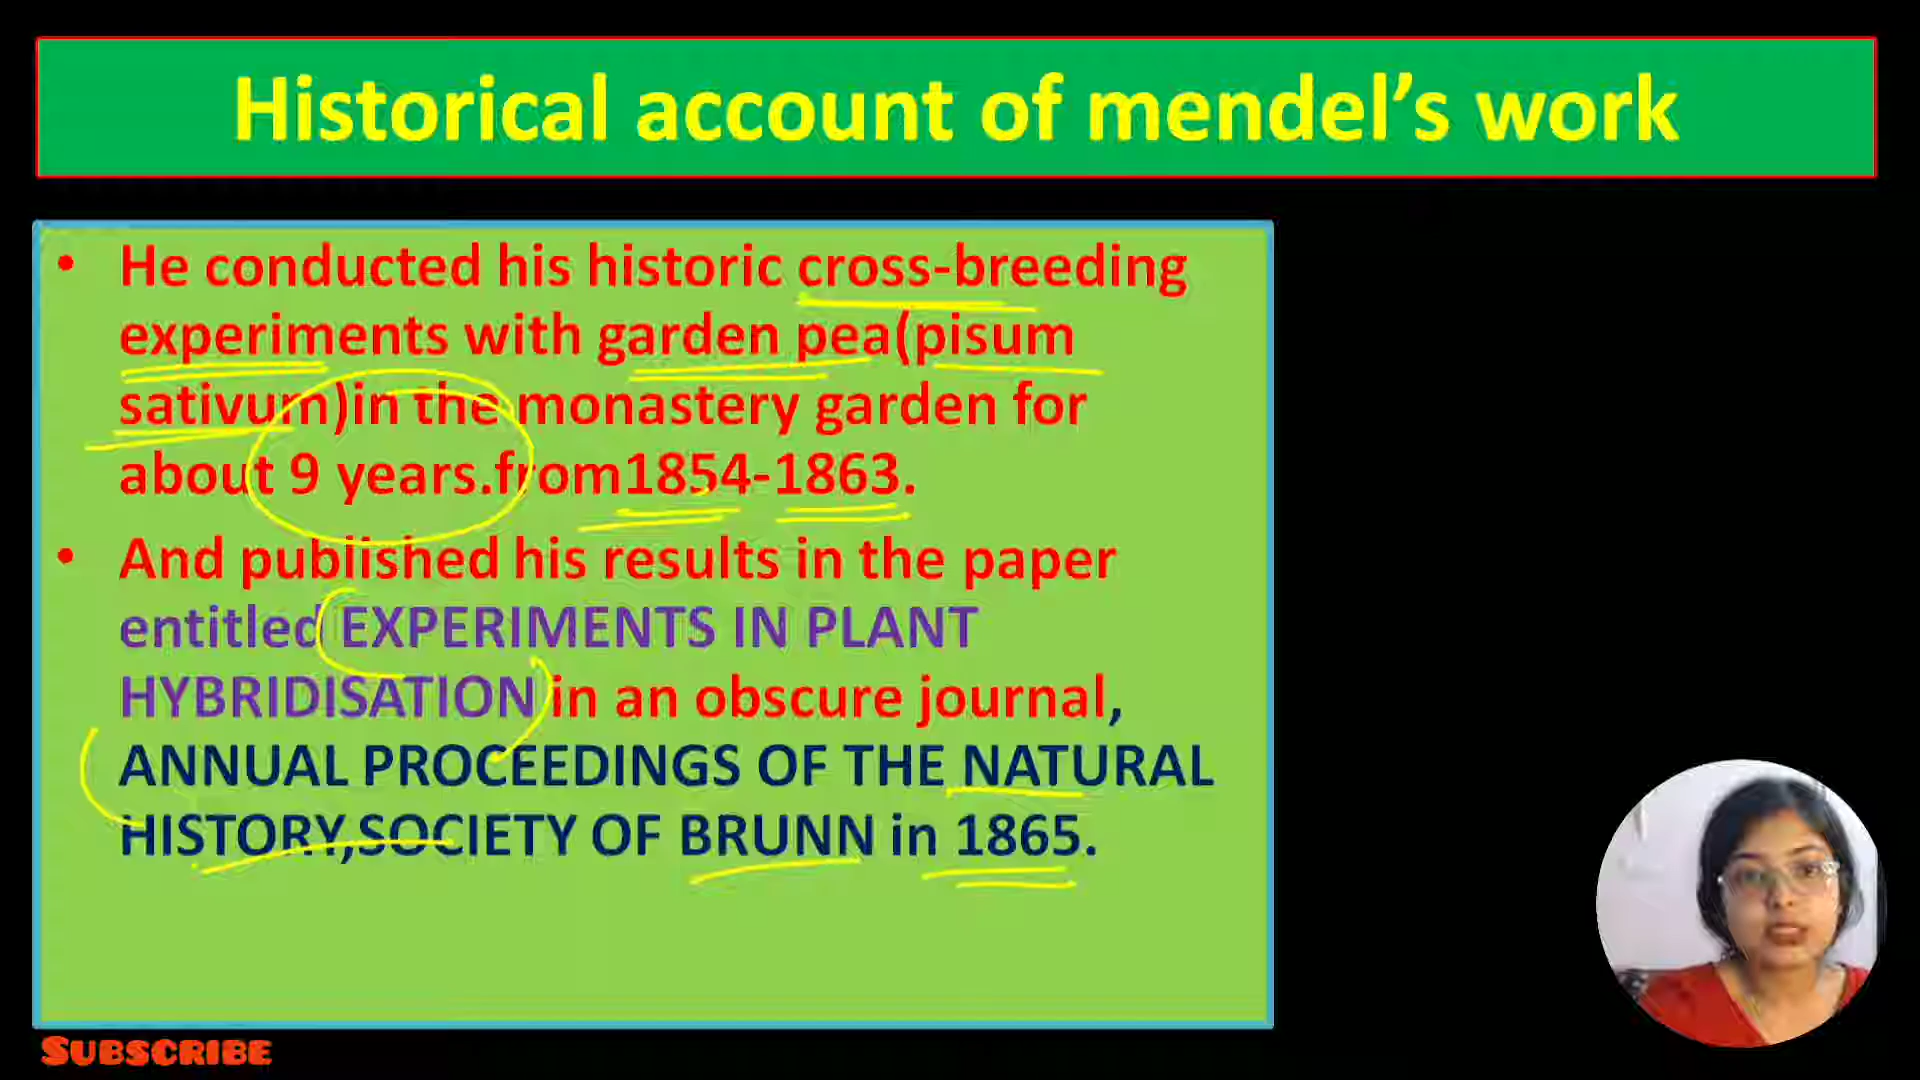 Historical account of mendel's work
• He conducted his historic cross-breeding
experiments with garden pea(pisum
sativum)in the monastery garden for
about 9 years.from1854-1863.
• And published his results in the paper
entitled EXPERIMENTS IN PLANT
HYBRIDISATION in an obscure journal,
ANNUAL PROCEEDINGS OF THE NATURAL
HISTORY,SOCIETY OF BRUNN in 1865.
SUBSCRIBE